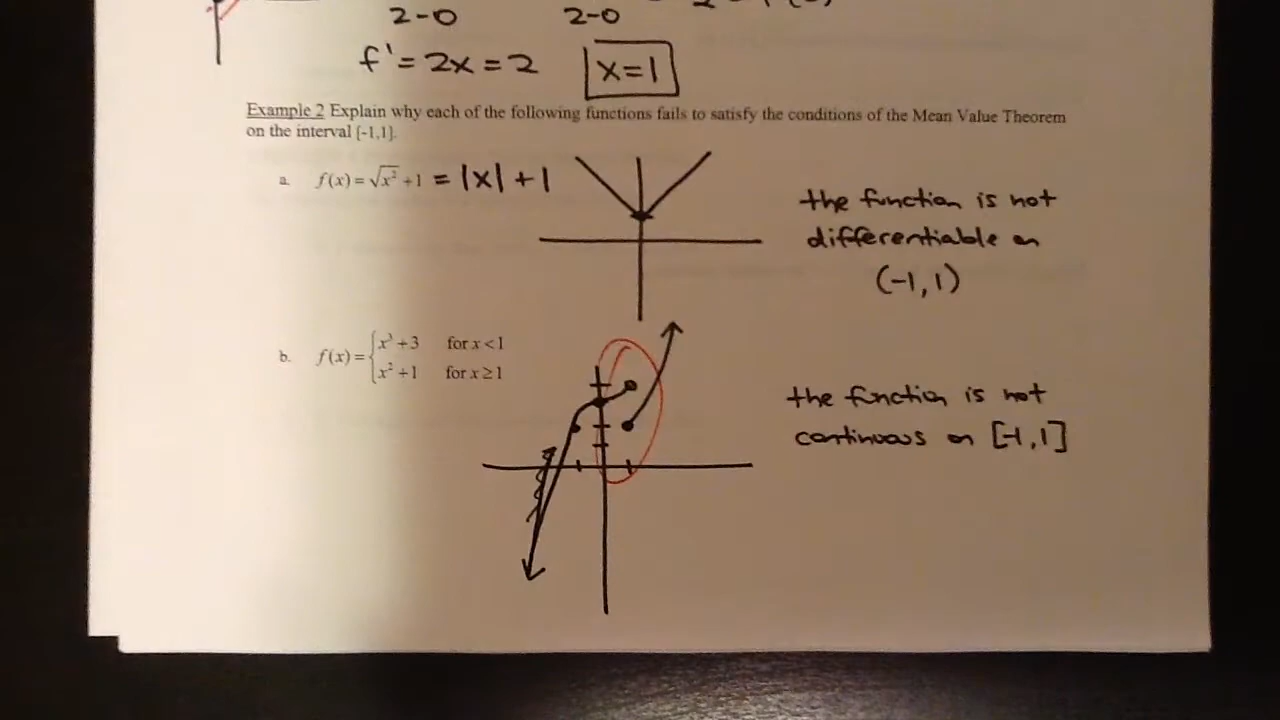 2-0 2-0
f' = 2x = 2 x=1
Example 2 Explain why each of the following functions fails to satisfy the conditions of the Mean Value Theorem
on the interval [-1,1].
a. f(x) = √x² + 1 = |x| + 1
the function is not
differentiable on
(-1, 1)
b. f(x) = { x³ + 3 for x < 1
x² + 1 for x ≥ 1
the function is not
continuous on [-1, 1]